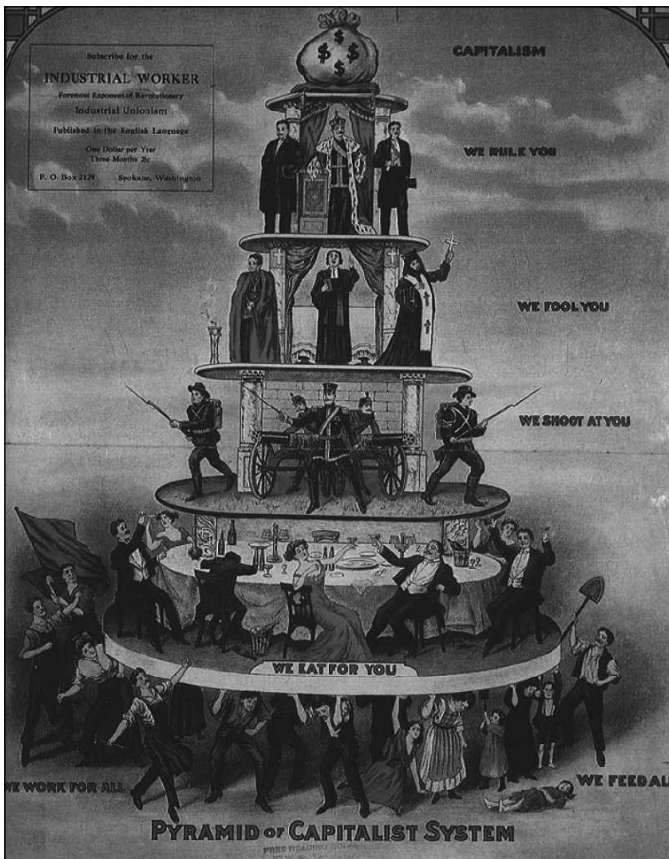 Subscribe for the
INDUSTRIAL WORKER
Foremost Exponent of Revolutionary
Industrial Unionism
Published in the English Language
One Dollar per Year
Three Months 25c
P. O. Box 2129 Spokane, Washington
CAPITALISM
WE RULE YOU
WE FOOL YOU
WE SHOOT AT YOU
WE EAT FOR YOU
WE WORK FOR ALL
WE FEED AL
PYRAMID OF CAPITALIST SYSTEM
FREE READING